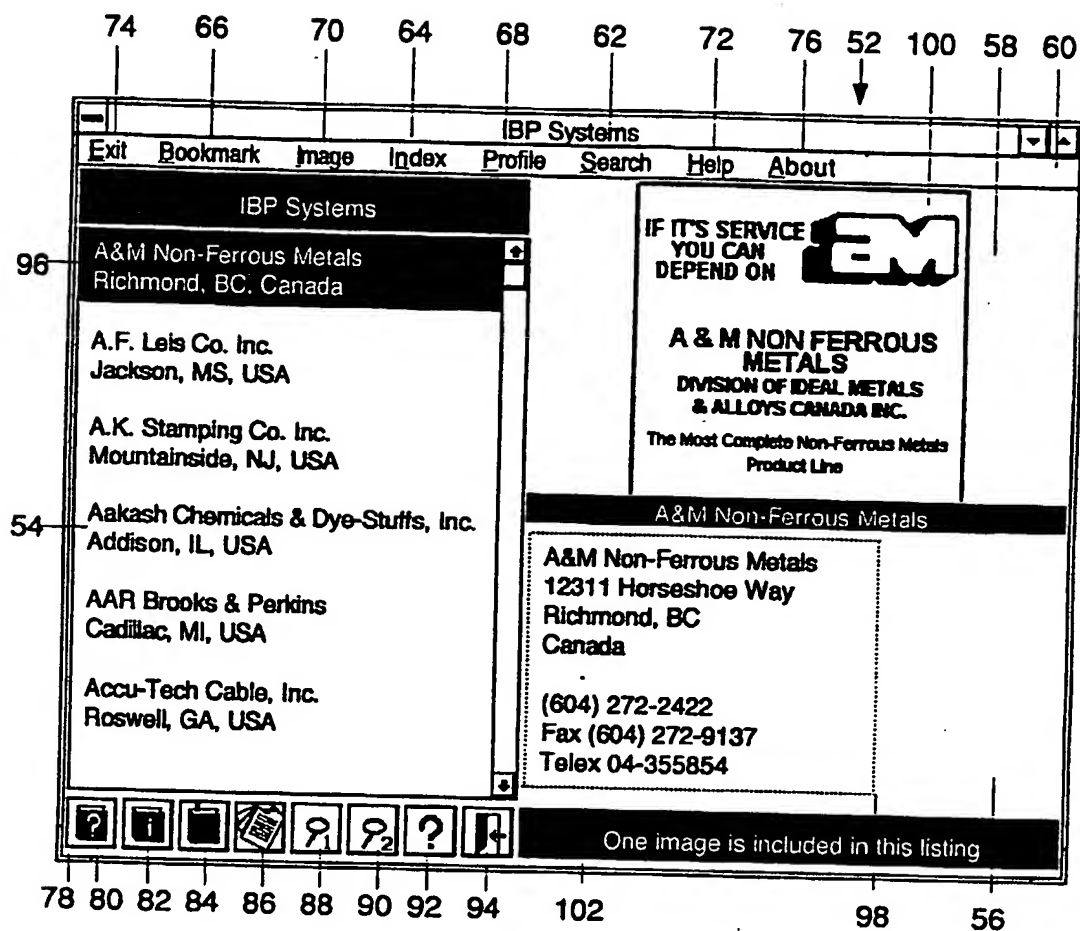 74 66 70 64 68 62 72 76 52 100 58 60
IBP Systems
Exit Bookmark Image Index Profile Search Help About
IBP Systems
96
A&M Non-Ferrous Metals
Richmond, BC. Canada
A.F. Leis Co. Inc.
Jackson, MS, USA
A.K. Stamping Co. Inc.
Mountainside, NJ, USA
54
Aakash Chemicals & Dye-Stuffs, Inc.
Addison, IL, USA
AAR Brooks & Perkins
Cadillac, MI, USA
Accu-Tech Cable, Inc.
Roswell, GA, USA
IF IT'S SERVICE
YOU CAN
DEPEND ON
EM
A & M NON FERROUS
METALS
DIVISION OF IDEAL METALS
& ALLOYS CANADA INC.
The Most Complete Non-Ferrous Metals
Product Line
A&M Non-Ferrous Metals
A&M Non-Ferrous Metals
12311 Horseshoe Way
Richmond, BC
Canada
(604) 272-2422
Fax (604) 272-9137
Telex 04-355854
? i 1 2 ?
One image is included in this listing
78 80 82 84 86 88 90 92 94 102 98 56